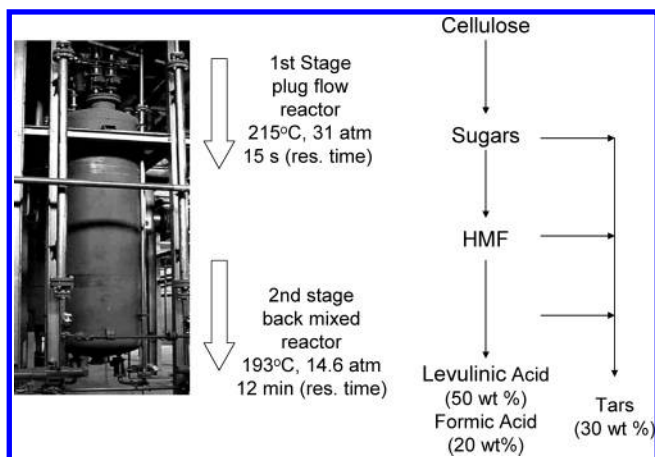 1st Stage
plug flow
reactor
215°C, 31 atm
15 s (res. time)
2nd stage
back mixed
reactor
193°C, 14.6 atm
12 min (res. time)
Cellulose
Sugars
HMF
Levulinic Acid
(50 wt %)
Formic Acid
(20 wt%)
Tars
(30 wt %)